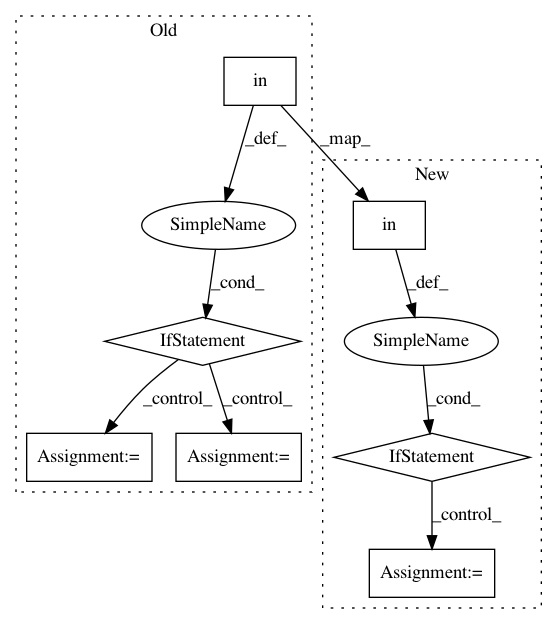 Old
in
_def_
_map_
New
SimpleName
in
_cond_
_def_
IfStatement
SimpleName
_control_
_control_
_cond_
Assignment:=
Assignment:=
IfStatement
_control_
Assignment:=